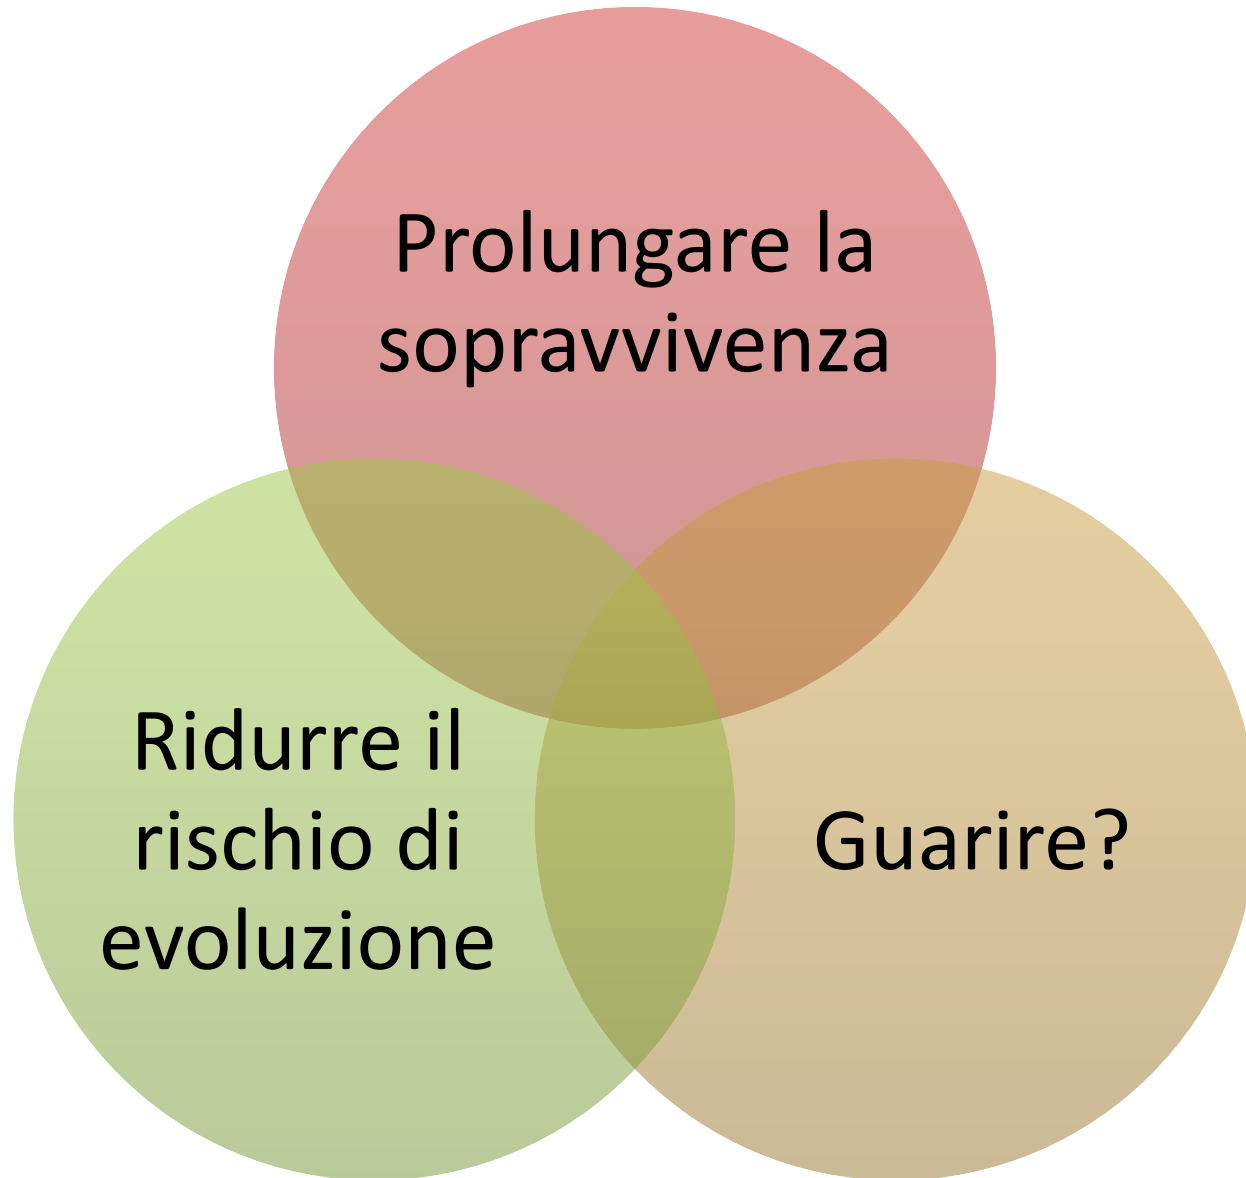 Prolungare la
sopravvivenza
Ridurre il
rischio di
evoluzione
Guarire?